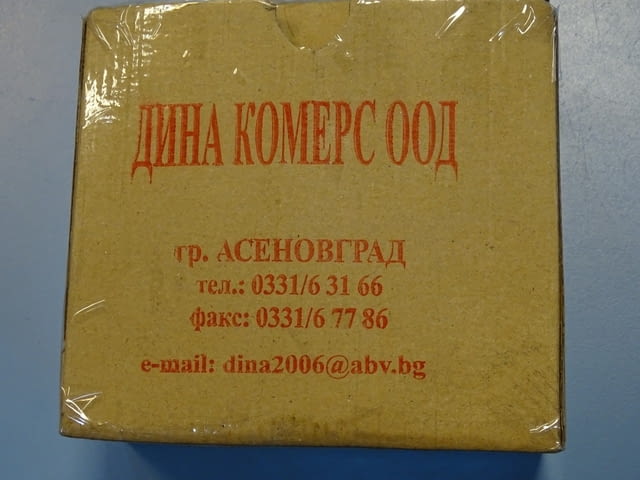 ДИНА КОМЕРС ООД
гр. АСЕНОВГРАД
тел.: 0331/6 31 66
факс: 0331/6 77 86
e-mail: dina2006@abv.bg